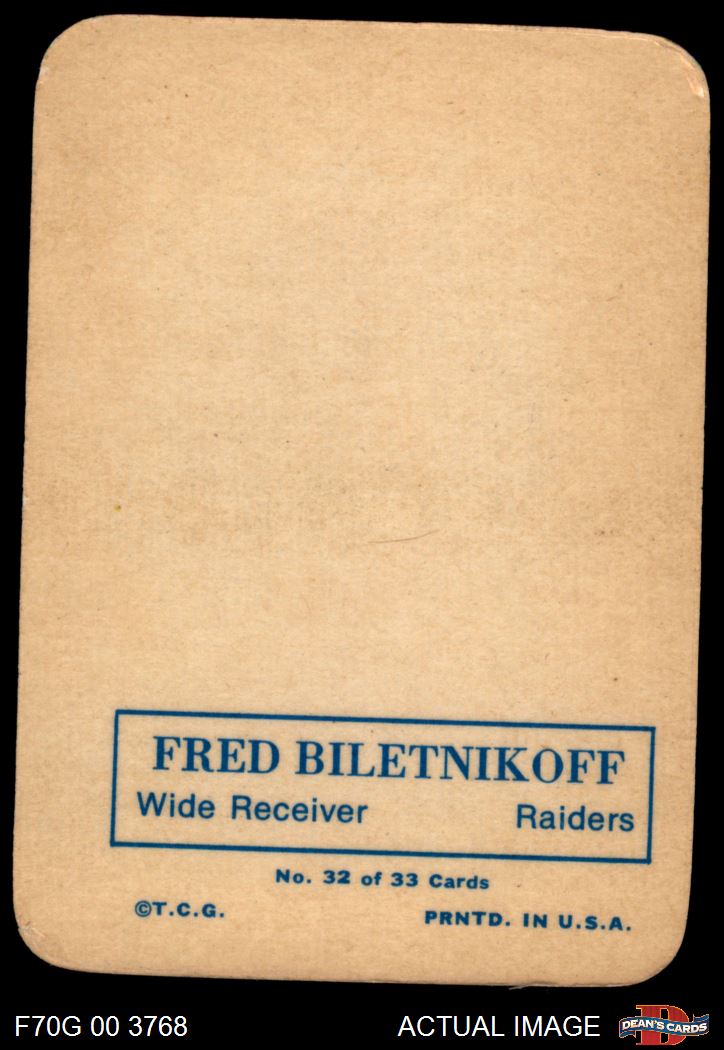 FRED BILETNIKOFF
Wide Receiver Raiders
No. 32 of 33 Cards
©T.C.G. PRNTD. IN U.S.A.
F70G 00 3768 ACTUAL IMAGE D DEAN'S CARDS